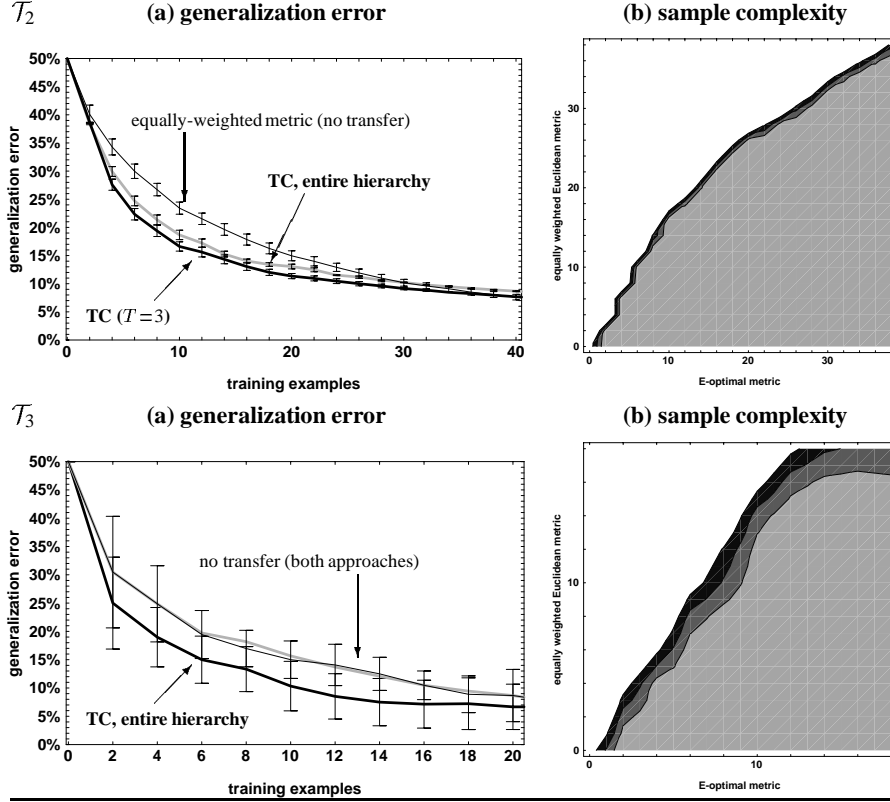 𝒯2
(a) generalization error
(b) sample complexity
50%
45%
40%
35%
30%
25%
20%
15%
10%
5%
0%
generalization error
equally-weighted metric (no transfer)
TC, entire hierarchy
TC (T = 3)
0
10
20
30
40
training examples
equally weighted Euclidean metric
30
20
10
0
0
10
20
30
E-optimal metric
𝒯3
(a) generalization error
(b) sample complexity
50%
45%
40%
35%
30%
25%
20%
15%
10%
5%
0%
generalization error
no transfer (both approaches)
TC, entire hierarchy
0
2
4
6
8
10
12
14
16
18
20
training examples
equally weighted Euclidean metric
10
0
0
10
E-optimal metric